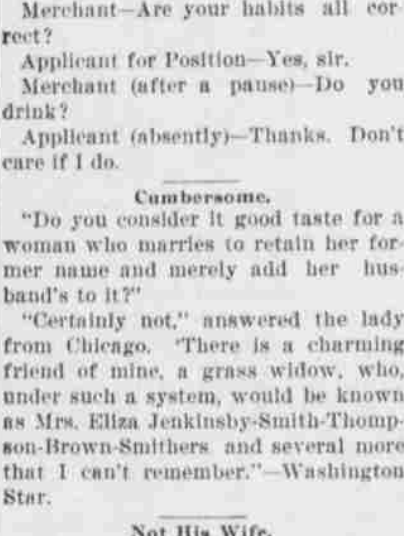 Merchant—Are your habits all cor-
rect?
Applicant for Position—Yes, sir.
Merchant (after a pause)—Do you
drink?
Applicant (absently)—Thanks. Don't
care if I do.
Cumbersome.
"Do you consider it good taste for a
woman who marries to retain her for-
mer name and merely add her hus-
band's to it?"
"Certainly not," answered the lady
from Chicago. 'There is a charming
friend of mine, a grass widow, who,
under such a system, would be known
as Mrs. Eliza Jenkinsby-Smith-Thomp-
son-Brown-Smithers and several more
that I can't remember."—Washington
Star.
Not His Wife.